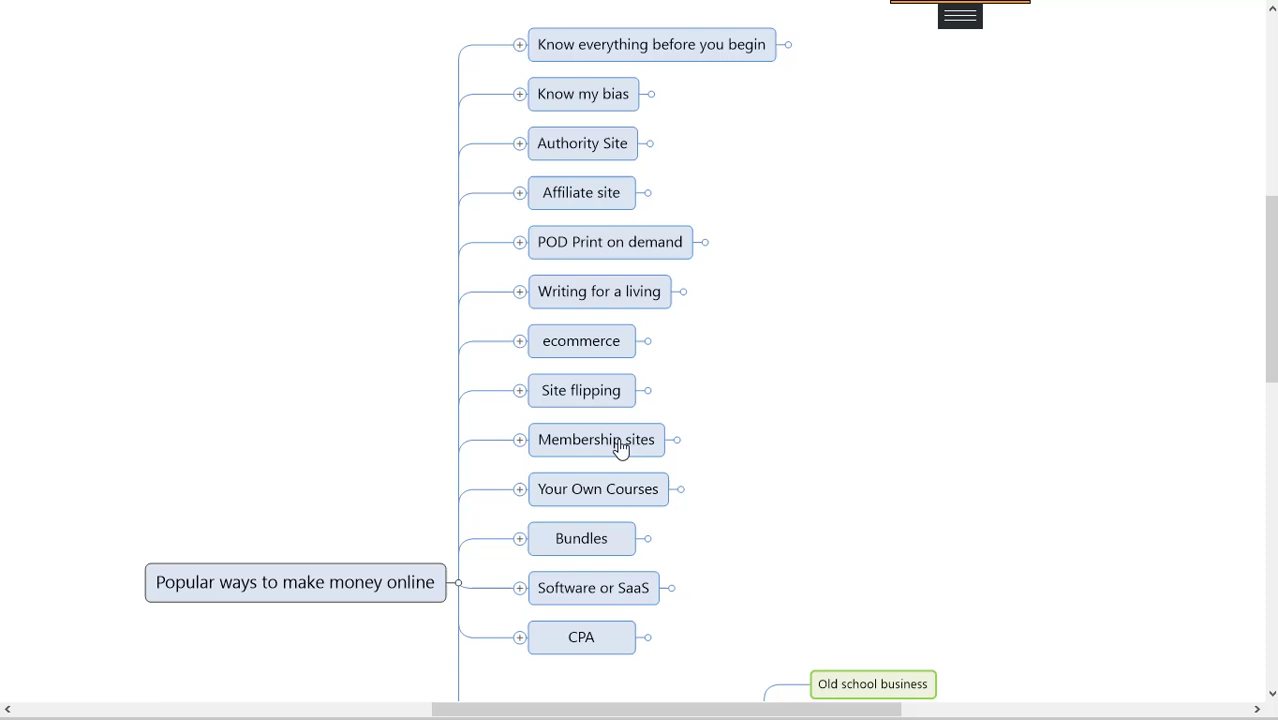 Know everything before you begin
Know my bias
Authority Site
Affiliate site
POD Print on demand
Writing for a living
ecommerce
Site flipping
Membership sites
Your Own Courses
Bundles
Popular ways to make money online
Software or SaaS
CPA
Old school business